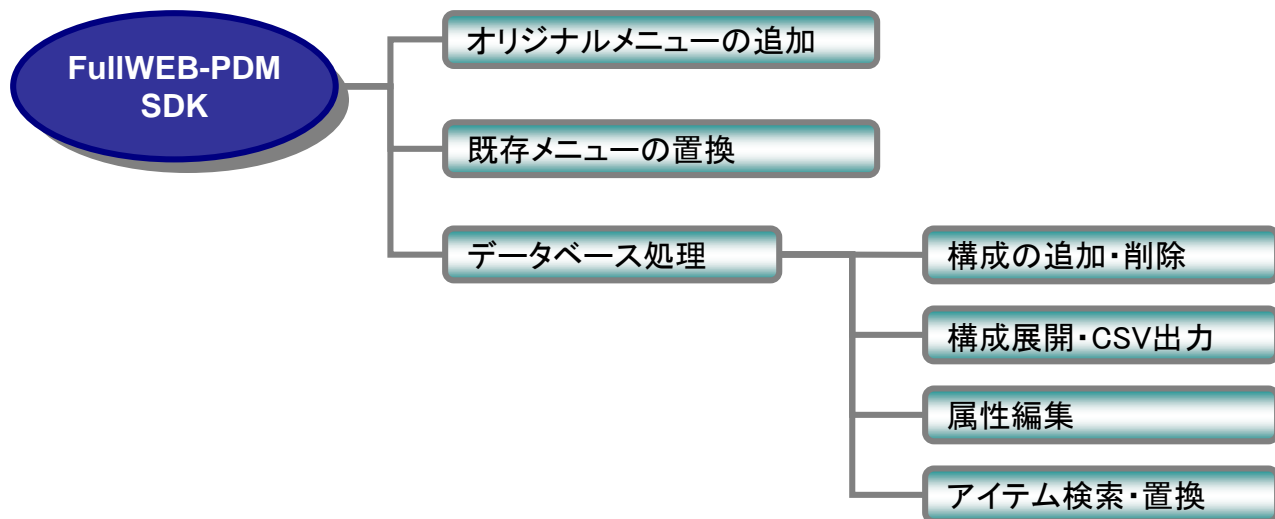 FullWEB-PDM
SDK
オリジナルメニューの追加
既存メニューの置換
データベース処理
構成の追加・削除
構成展開・CSV出力
属性編集
アイテム検索・置換